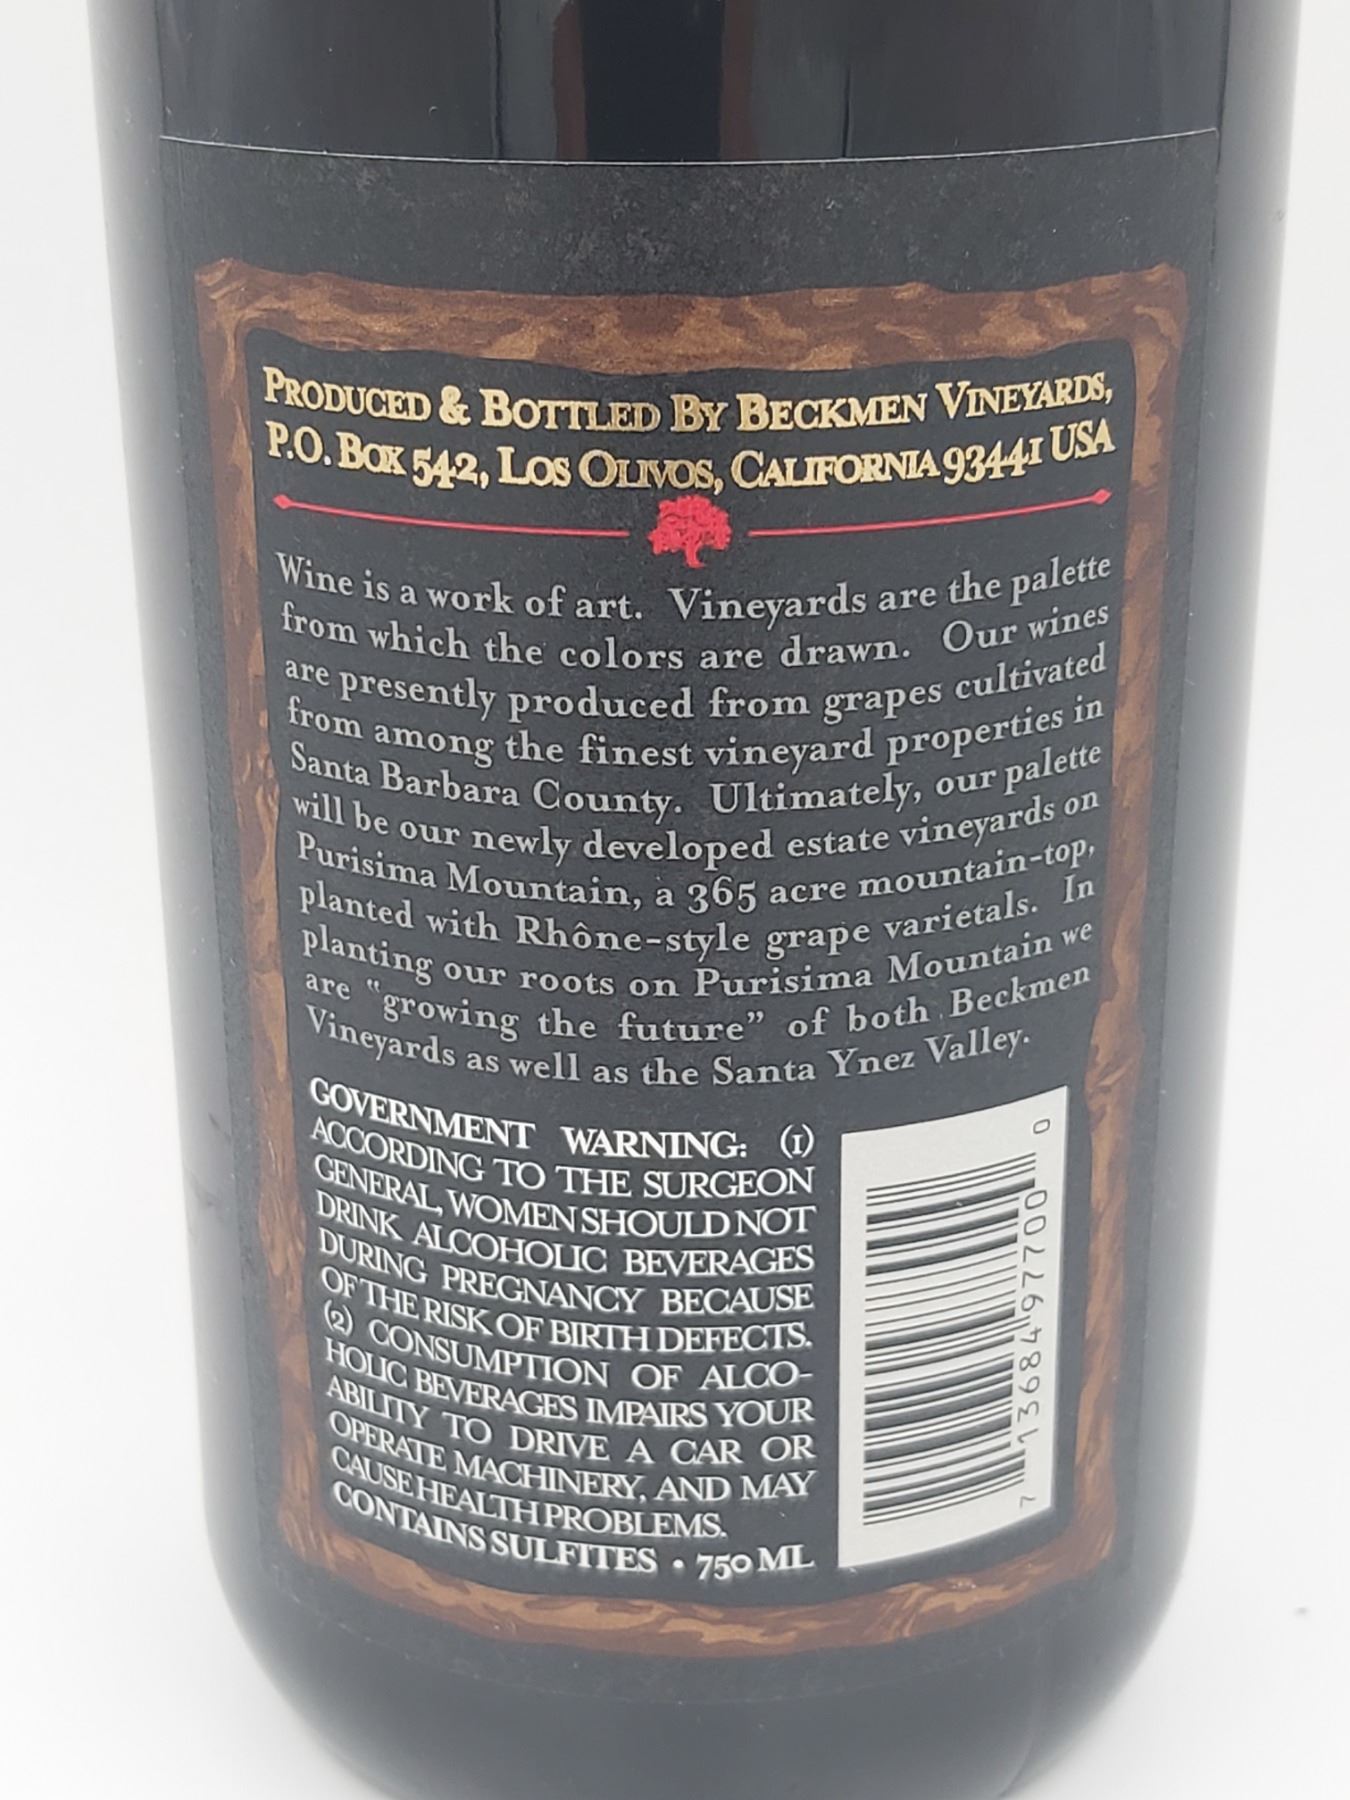 PRODUCED & BOTTLED BY BECKMEN VINEYARDS,
P.O. BOX 542, LOS OLIVOS, CALIFORNIA 93441 USA
Wine is a work of art. Vineyards are the palette
from which the colors are drawn. Our wines
are presently produced from grapes cultivated
from among the finest vineyard properties in
Santa Barbara County. Ultimately, our palette
will be our newly developed estate vineyards on
Purisima Mountain, a 365 acre mountain-top,
planted with Rhône-style grape varietals. In
planting our roots on Purisima Mountain we
are "growing the future" of both Beckmen
Vineyards as well as the Santa Ynez Valley.
GOVERNMENT WARNING: (1)
ACCORDING TO THE SURGEON
GENERAL, WOMEN SHOULD NOT
DRINK ALCOHOLIC BEVERAGES
DURING PREGNANCY BECAUSE
OF THE RISK OF BIRTH DEFECTS.
(2) CONSUMPTION OF ALCO-
HOLIC BEVERAGES IMPAIRS YOUR
ABILITY TO DRIVE A CAR OR
OPERATE MACHINERY, AND MAY
CAUSE HEALTH PROBLEMS.
CONTAINS SULFITES • 750 ML
7 13684 97700 0